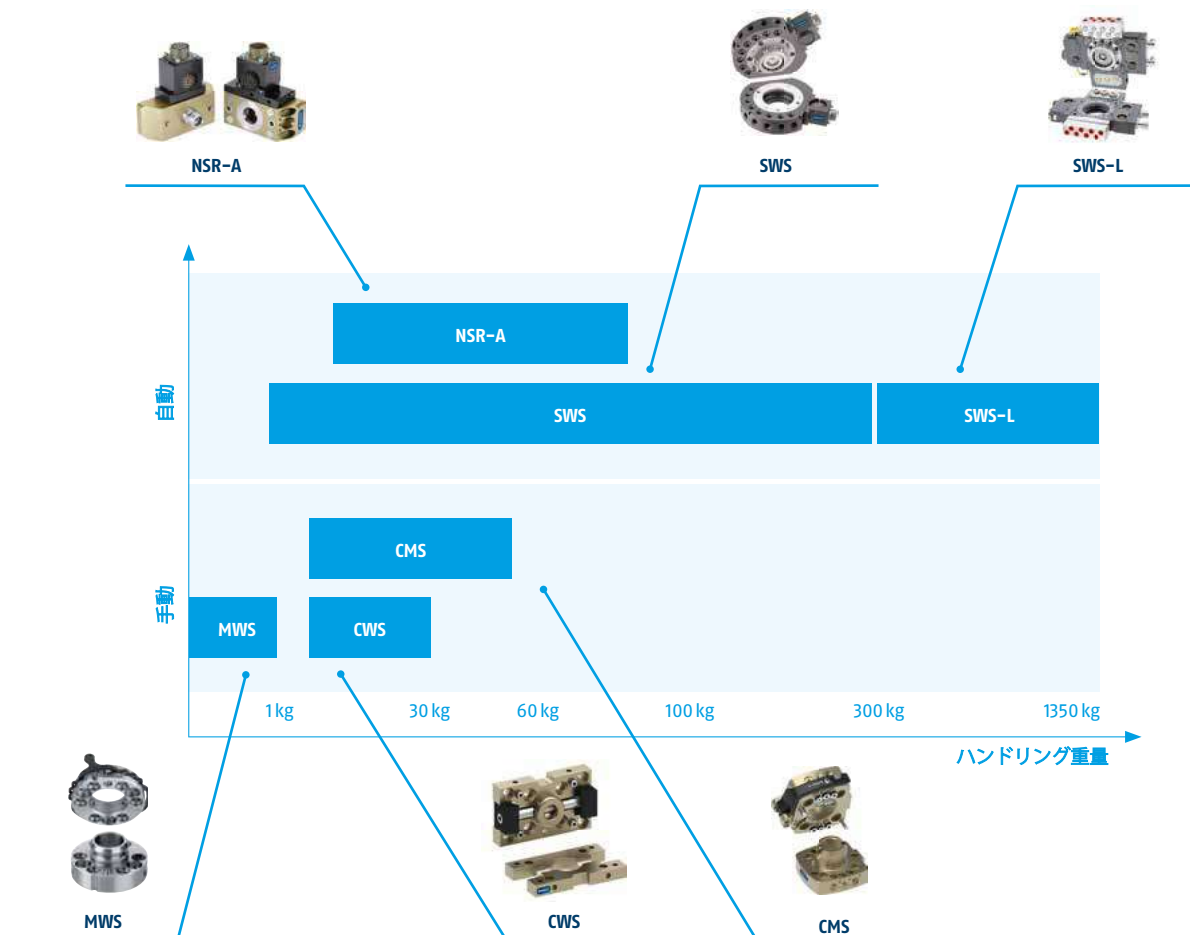 NSR-A
SWS
SWS-L
NSR-A
自動
SWS
SWS-L
CMS
手動
MWS
CWS
1 kg
30 kg
60 kg
100 kg
300 kg
1350 kg
ハンドリング重量
MWS
CWS
CMS